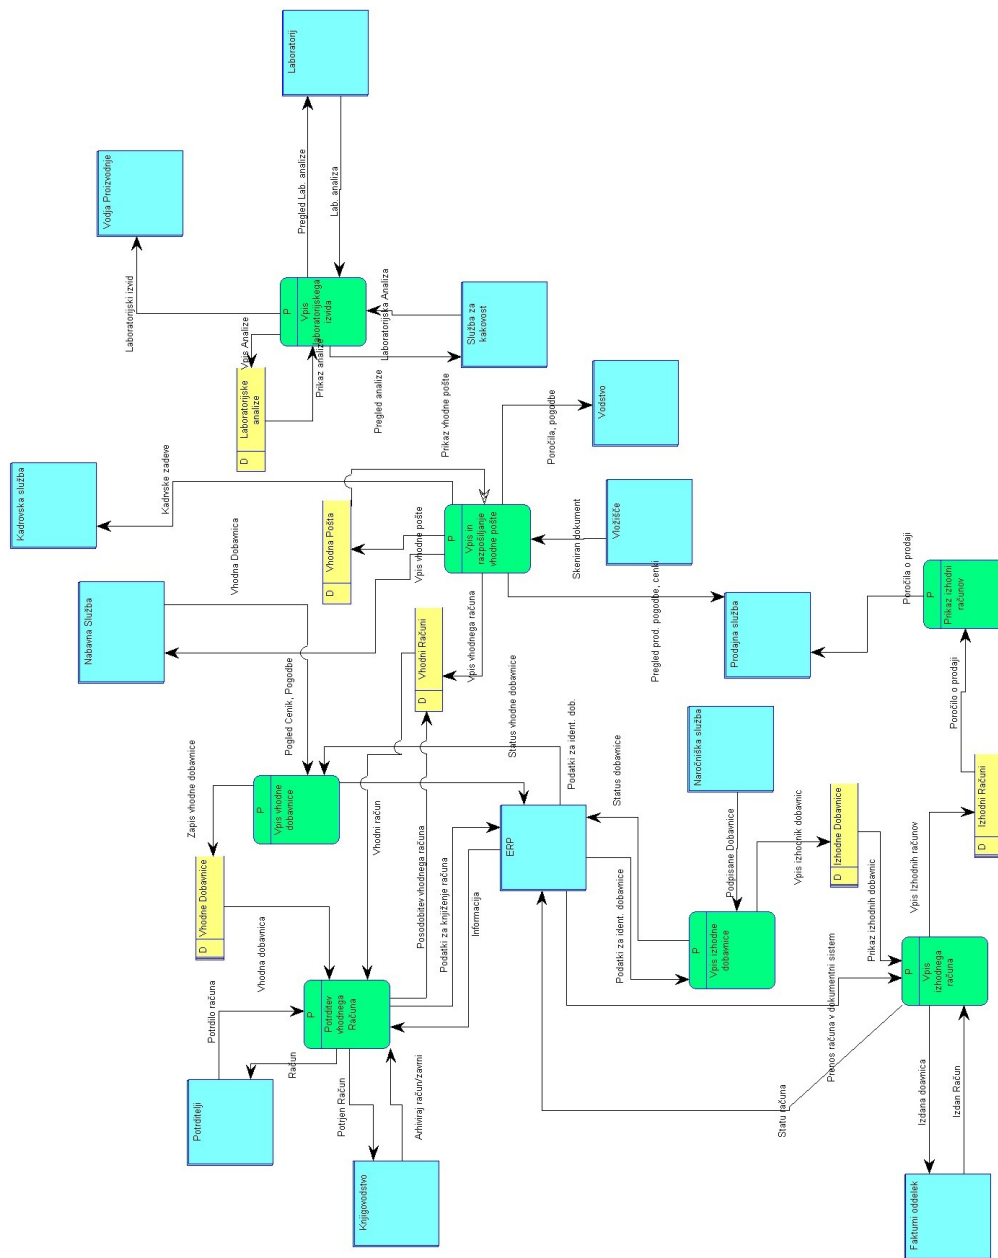 Laboratorij
Vodja Proizvodnje
Pregled Lab. analize
Lab. analiza
Laboratorijski izvid
P
Vpis
laboratorijskega
izvida
Vpis Analize
Prikaz analize
Laboratorijska Analiza
D
Laboratorijske
analize
Pregled analize
Služba za
kakovost
Prikaz vhodne pošte
Kadrovska služba
Kadrvske zadeve
Vodstvo
Poročila, pogodbe
Vhodna Dobavnica
D
Vhodna Pošta
Vpis vhodne pošte
P
Vpis in
razpošiljanje
vhodne pošte
Skeniran dokument
Vložišče
Nabavna Služba
Pogled Cenik, Pogodbe
D
Vhodni Računi
Vpis vhodnega računa
Pregled prod. pogodbe, cenki
Prodajna služba
Poročila o prodaji
P
Prikaz izhodni
računov
Poročilo o prodaji
Zapis vhodne dobavnice
P
Vpis vhodne
dobavnice
Status vhodne dobavnice
Podatki za ident. dob.
Vhodni račun
Posodobitev vhodnega računa
Podatki za knjiženje računa
Informacija
ERP
Status dobavnice
Podatki za ident. dobavnice
Naročniška služba
Podpisane Dobavnice
Vpis izhodnik dobavnic
D
Izhodne Dobavnice
Prikaz izhodnih dobavnic
D
Izhodni Računi
Vpis Izhodnih računov
D
Vhodne Dobavnice
Vhodna dobavnica
P
Potrditev
vhodnega
Računa
P
Vpis izhodne
dobavnice
P
Vpis
izhodnega
računa
Potrdilo računa
Račun
Potrditelji
Potrjen Račun
Arhiviraj račun/zavrni
Knjigovodstvo
Prenos računa v dokumentni sistem
Statu računa
Izdana doavnica
Izdan Račun
Fakturni oddelek